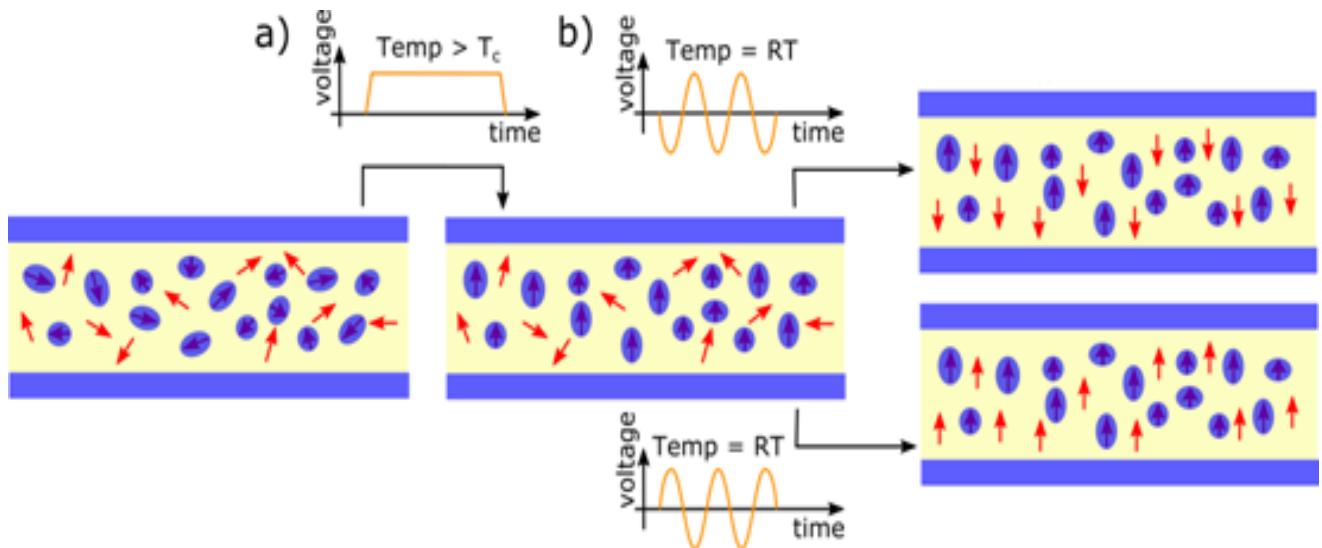 a)
Temp > Tc
voltage
time
b)
Temp = RT
voltage
time
Temp = RT
voltage
time